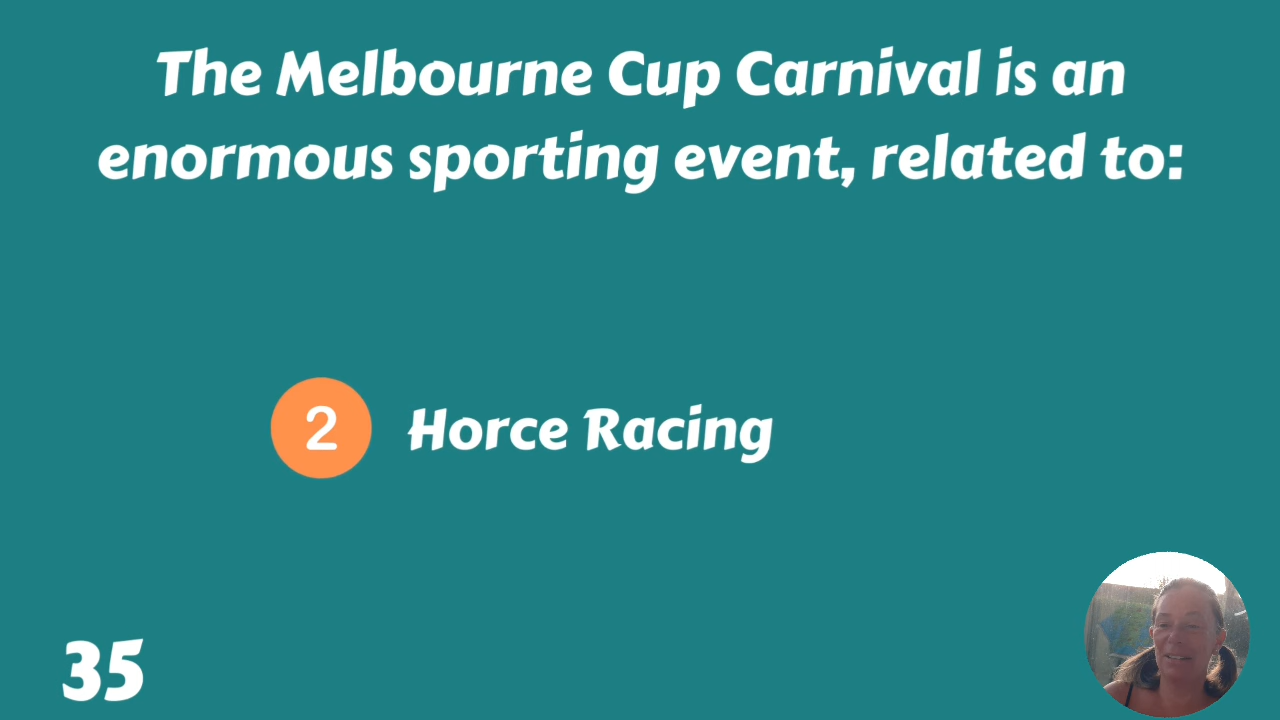 The Melbourne Cup Carnival is an
enormous sporting event, related to:
2 Horce Racing
35